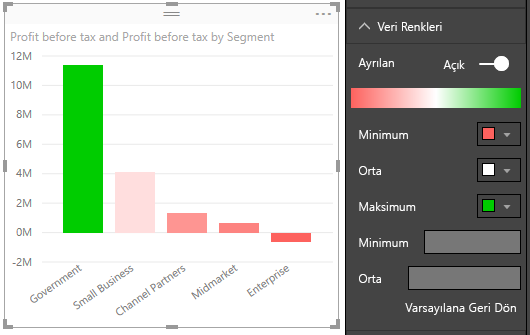 Profit before tax and Profit before tax by Segment
12M
10M
8M
6M
4M
2M
0M
-2M
Government
Small Business
Channel Partners
Midmarket
Enterprise
Veri Renkleri
Ayrılan
Açık
Minimum
Orta
Maksimum
Minimum
Orta
Varsayılana Geri Dön